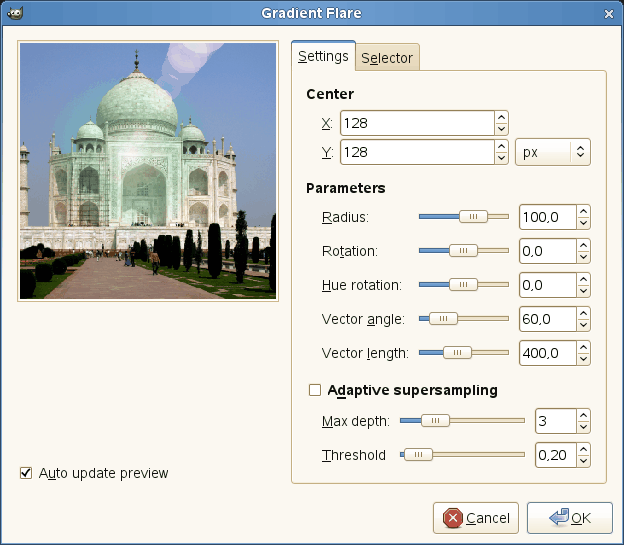 Gradient Flare
Settings
Selector
Center
X: 128
Y: 128 px
Parameters
Radius: 100,0
Rotation: 0,0
Hue rotation: 0,0
Vector angle: 60,0
Vector length: 400,0
Adaptive supersampling
Max depth: 3
Threshold 0,20
Auto update preview
Cancel
OK